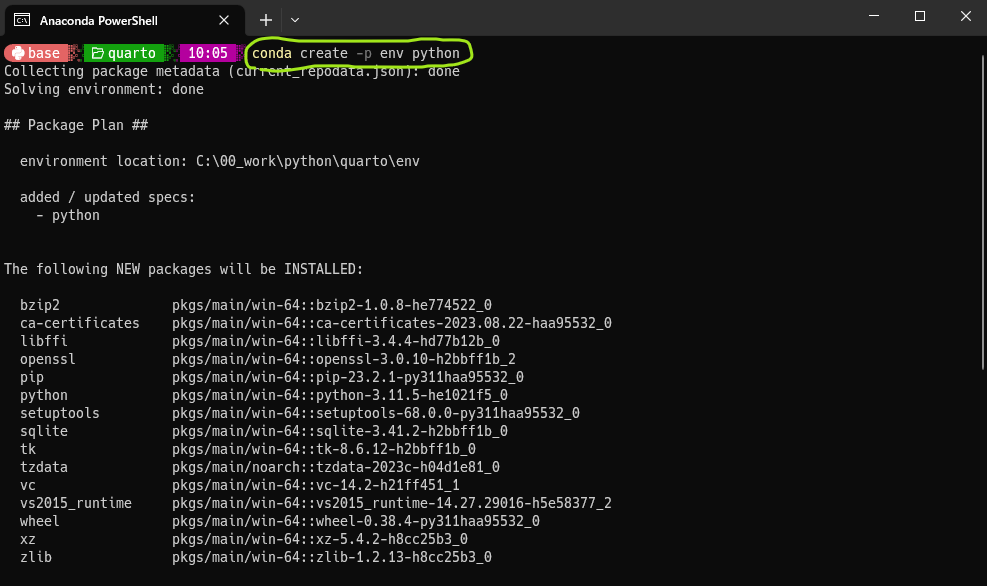 Anaconda PowerShell
base quarto 10:05 conda create -p env python
Collecting package metadata (current_repodata.json): done
Solving environment: done
## Package Plan ##
environment location: C:\00_work\python\quarto\env
added / updated specs:
- python
The following NEW packages will be INSTALLED:
bzip2 pkgs/main/win-64::bzip2-1.0.8-he774522_0
ca-certificates pkgs/main/win-64::ca-certificates-2023.08.22-haa95532_0
libffi pkgs/main/win-64::libffi-3.4.4-hd77b12b_0
openssl pkgs/main/win-64::openssl-3.0.10-h2bbff1b_2
pip pkgs/main/win-64::pip-23.2.1-py311haa95532_0
python pkgs/main/win-64::python-3.11.5-he1021f5_0
setuptools pkgs/main/win-64::setuptools-68.0.0-py311haa95532_0
sqlite pkgs/main/win-64::sqlite-3.41.2-h2bbff1b_0
tk pkgs/main/win-64::tk-8.6.12-h2bbff1b_0
tzdata pkgs/main/noarch::tzdata-2023c-h04d1e81_0
vc pkgs/main/win-64::vc-14.2-h21ff451_1
vs2015_runtime pkgs/main/win-64::vs2015_runtime-14.27.29016-h5e58377_2
wheel pkgs/main/win-64::wheel-0.38.4-py311haa95532_0
xz pkgs/main/win-64::xz-5.4.2-h8cc25b3_0
zlib pkgs/main/win-64::zlib-1.2.13-h8cc25b3_0